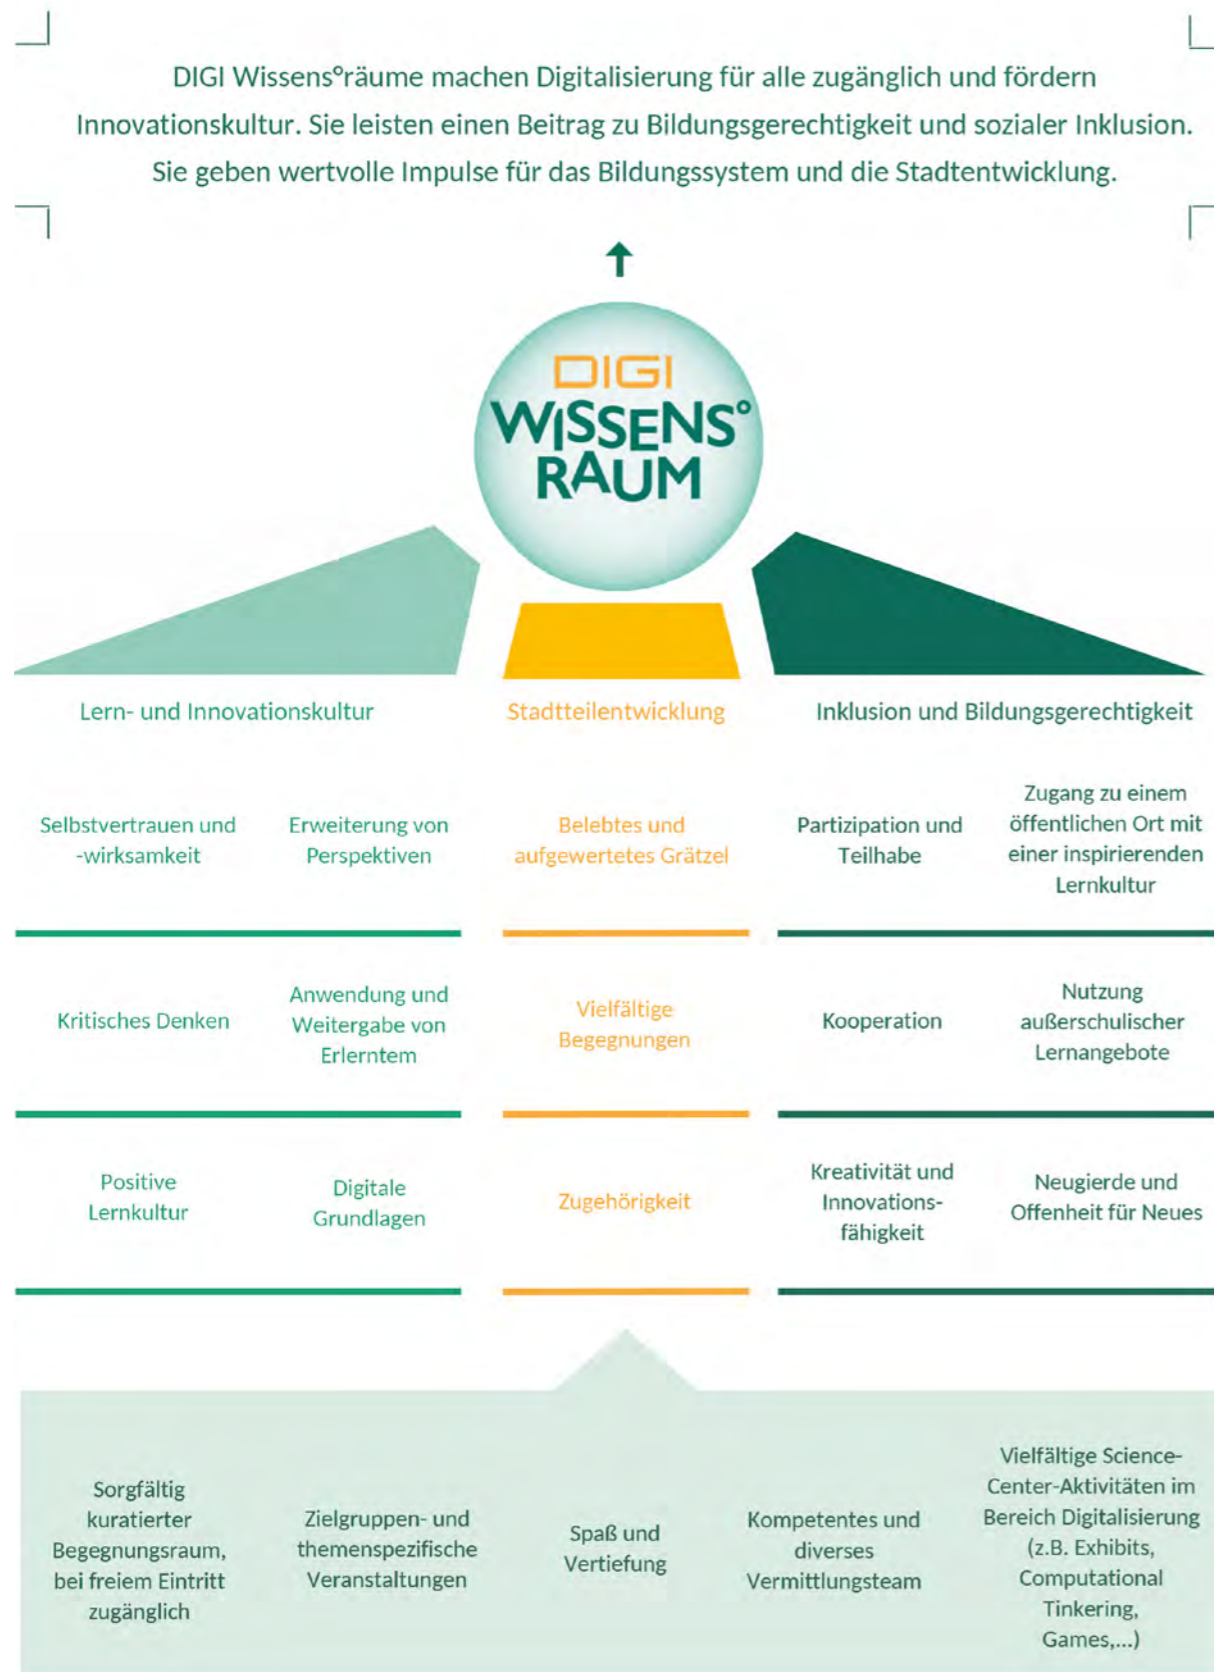 DIGI Wissens°räume machen Digitalisierung für alle zugänglich und fördern
Innovationskultur. Sie leisten einen Beitrag zu Bildungsgerechtigkeit und sozialer Inklusion.
Sie geben wertvolle Impulse für das Bildungssystem und die Stadtentwicklung.
DIGI
WISSENS°
RAUM
Lern- und Innovationskultur
Stadtteilentwicklung
Inklusion und Bildungsgerechtigkeit
Selbstvertrauen und
-wirksamkeit
Erweiterung von
Perspektiven
Belebtes und
aufgewertetes Grätzel
Partizipation und
Teilhabe
Zugang zu einem
öffentlichen Ort mit
einer inspirierenden
Lernkultur
Kritisches Denken
Anwendung und
Weitergabe von
Erlerntem
Vielfältige
Begegnungen
Kooperation
Nutzung
außerschulischer
Lernangebote
Positive
Lernkultur
Digitale
Grundlagen
Zugehörigkeit
Kreativität und
Innovations-
fähigkeit
Neugierde und
Offenheit für Neues
Sorgfältig
kuratierter
Begegnungsraum,
bei freiem Eintritt
zugänglich
Zielgruppen- und
themenspezifische
Veranstaltungen
Spaß und
Vertiefung
Kompetentes und
diverses
Vermittlungsteam
Vielfältige Science-
Center-Aktivitäten im
Bereich Digitalisierung
(z.B. Exhibits,
Computational
Tinkering,
Games,...)